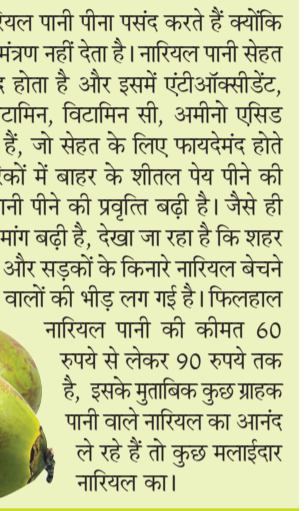 रियल पानी पीना पसंद करते हैं क्योंकि
मंत्रण नहीं देता है। नारियल पानी सेहत
होता है और इसमें एंटीऑक्सीडेंट,
टामिन, विटामिन सी, अमीनो एसिड
हैं, जो सेहत के लिए फायदेमंद होते
कों में बाहर के शीतल पेय पीने की
ानी पीने की प्रवृत्ति बढ़ी है। जैसे ही
मांग बढ़ी है, देखा जा रहा है कि शहर
और सड़कों के किनारे नारियल बेचने
वालों की भीड़ लग गई है। फिलहाल
नारियल पानी की कीमत 60
रुपये से लेकर 90 रुपये तक
है, इसके मुताबिक कुछ ग्राहक
पानी वाले नारियल का आनंद
ले रहे हैं तो कुछ मलाईदार
नारियल का।